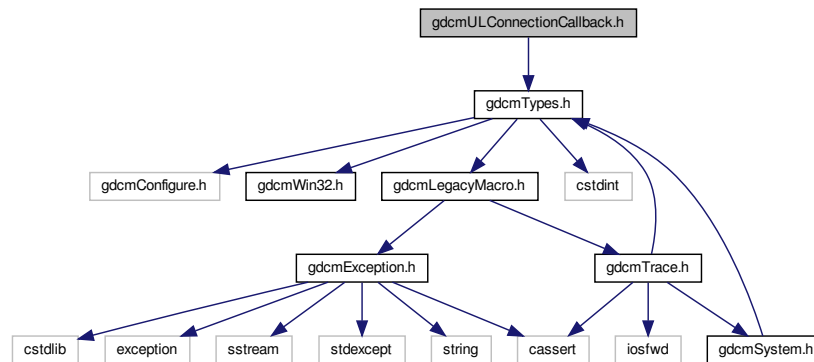 gdcmULConnectionCallback.h
gdcmTypes.h
gdcmConfigure.h
gdcmWin32.h
gdcmLegacyMacro.h
cstdint
gdcmException.h
gdcmTrace.h
cstdlib
exception
sstream
stdexcept
string
cassert
iosfwd
gdcmSystem.h